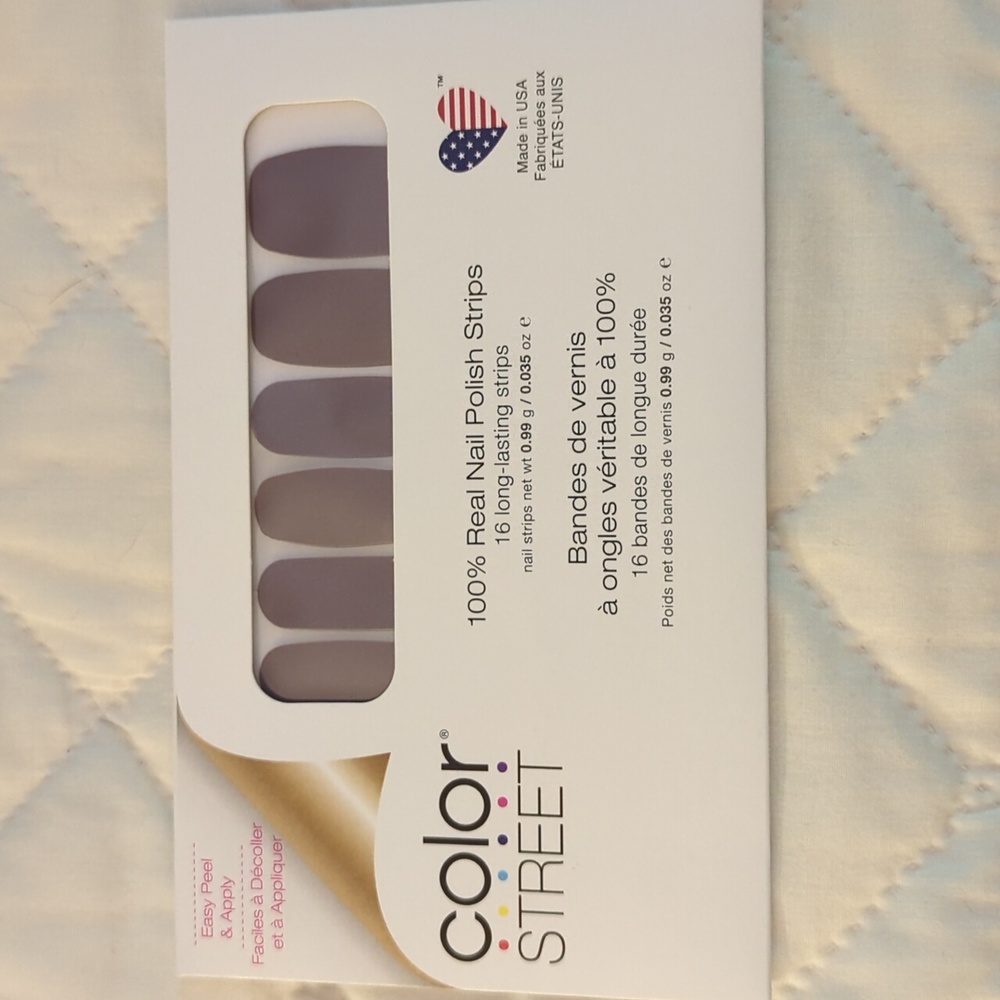 Easy Peel
& Apply
Faciles à Décoller
et à Appliquer
color®
STREET
100% Real Nail Polish Strips
16 long-lasting strips
nail strips net wt 0.99 g / 0.035 oz ℮
Bandes de vernis
à ongles véritable à 100%
16 bandes de longue durée
Poids net des bandes de vernis 0.99 g / 0.035 oz ℮
TM
Made in USA
Fabriquées aux
ÉTATS-UNIS